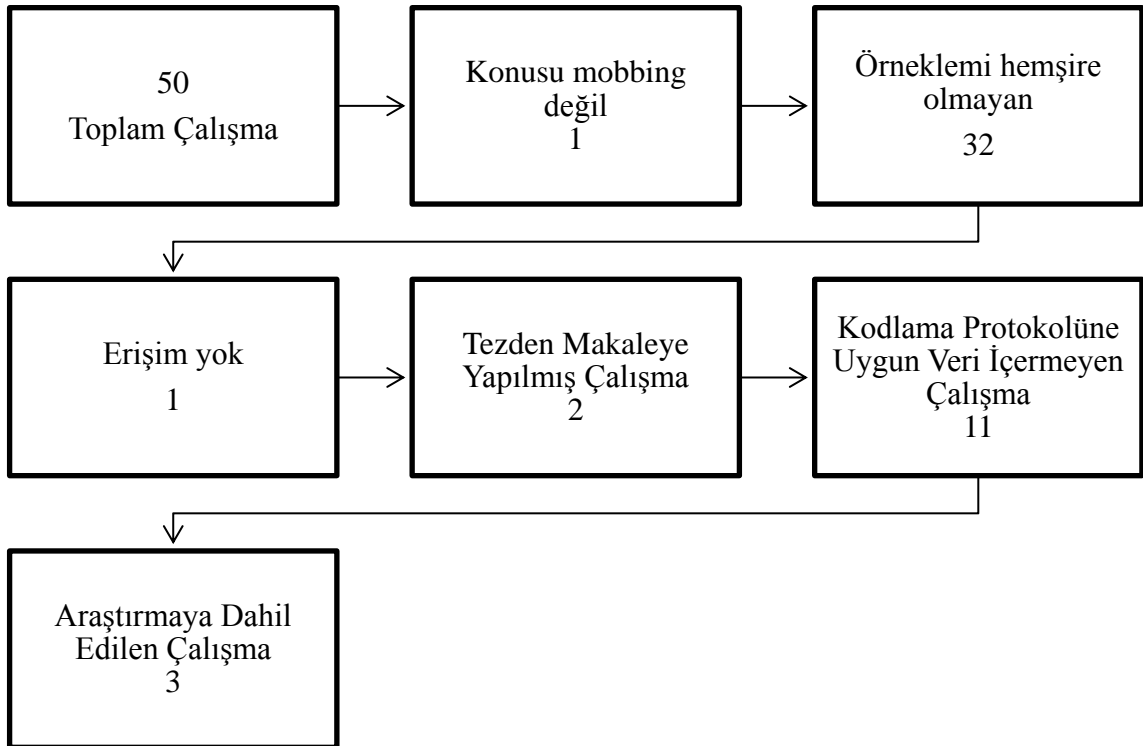 50
Toplam Çalışma
Konusu mobbing
değil
1
Örneklemi hemşire
olmayan
32
Erişim yok
1
Tezden Makaleye
Yapılmış Çalışma
2
Kodlama Protokolüne
Uygun Veri İçermeyen
Çalışma
11
Araştırmaya Dahil
Edilen Çalışma
3